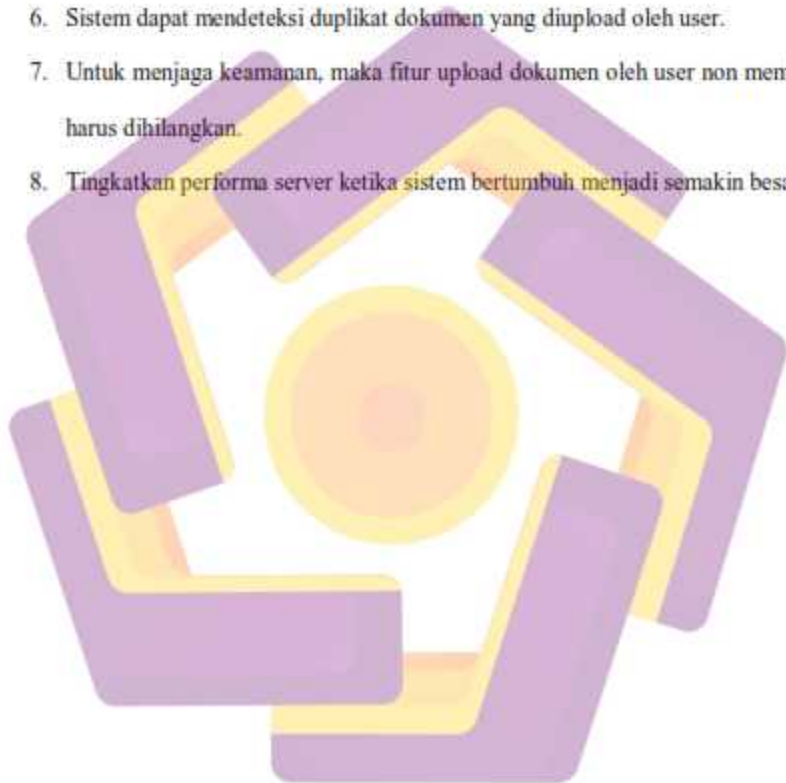 6. Sistem dapat mendeteksi duplikat dokumen yang diupload oleh user.
7. Untuk menjaga keamanan, maka fitur upload dokumen oleh user non
harus dihilangkan.
8. Tingkatkan performa server ketika sistem bertumbuh menjadi semakin